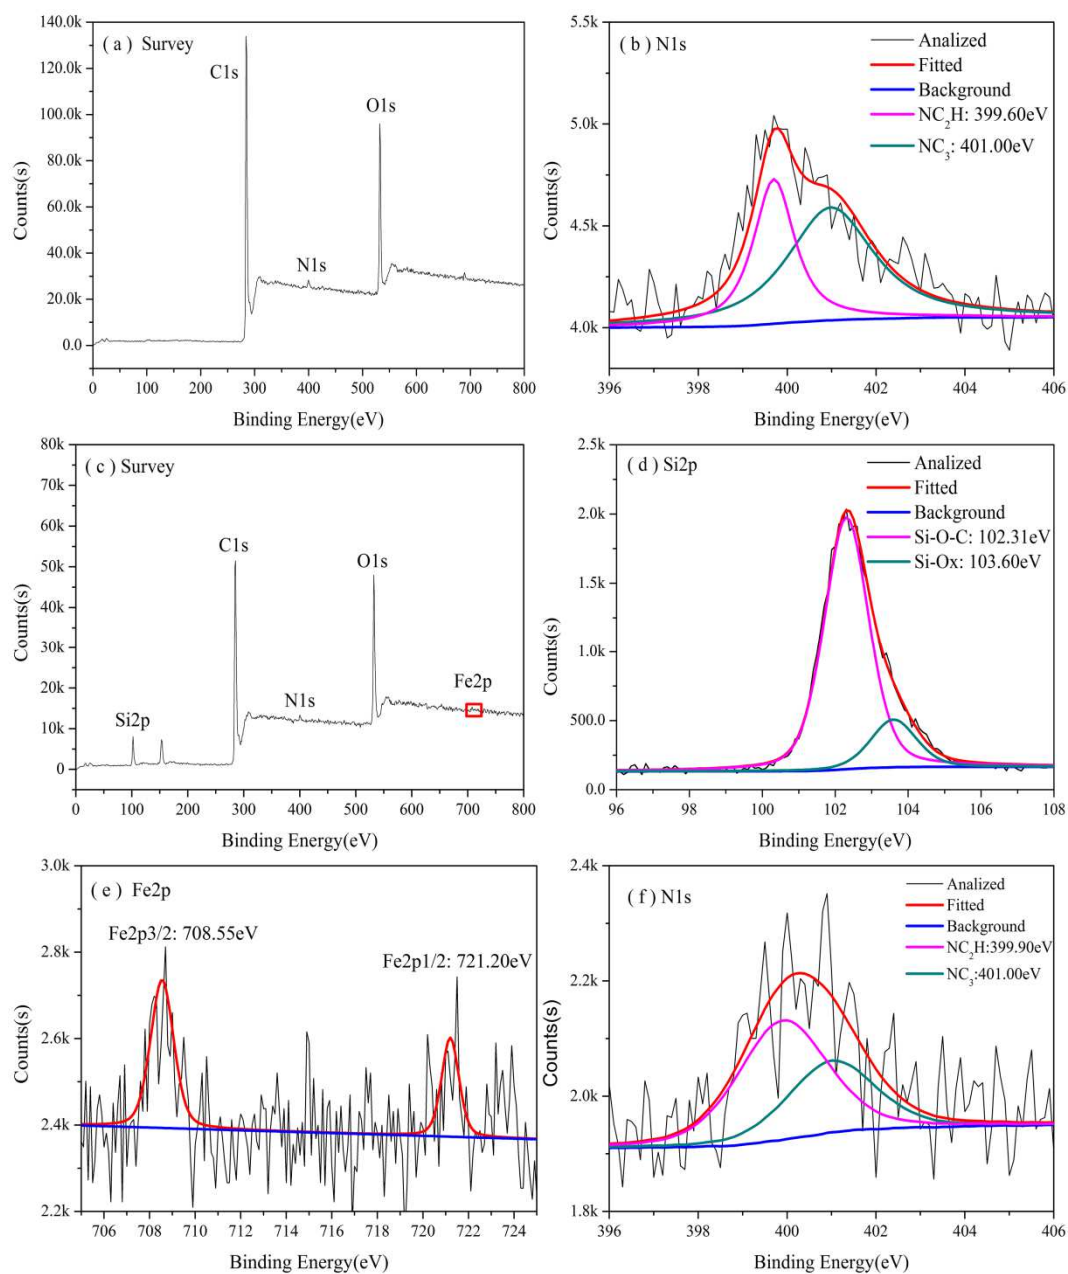 ( a ) Survey
C1s
O1s
N1s
140.0k
120.0k
100.0k
80.0k
60.0k
40.0k
20.0k
0.0
0 100 200 300 400 500 600 700 800
Counts(s)
Binding Energy(eV)
( b ) N1s
Analized
Fitted
Background
NC2H: 399.60eV
NC3: 401.00eV
5.5k
5.0k
4.5k
4.0k
396 398 400 402 404 406
Counts(s)
Binding Energy(eV)
( c ) Survey
C1s
O1s
Fe2p
N1s
Si2p
80k
70k
60k
50k
40k
30k
20k
10k
0
0 100 200 300 400 500 600 700 800
Counts(s)
Binding Energy(eV)
( d ) Si2p
Analized
Fitted
Background
Si-O-C: 102.31eV
Si-Ox: 103.60eV
2.5k
2.0k
1.5k
1.0k
500.0
0.0
96 98 100 102 104 106 108
Counts(s)
Binding Energy(eV)
( e ) Fe2p
Fe2p3/2: 708.55eV
Fe2p1/2: 721.20eV
3.0k
2.8k
2.6k
2.4k
2.2k
706 708 710 712 714 716 718 720 722 724
Counts(s)
Binding Energy(eV)
( f ) N1s
Analized
Fitted
Background
NC2H:399.90eV
NC3:401.00eV
2.4k
2.2k
2.0k
1.8k
396 398 400 402 404 406
Counts(s)
Binding Energy(eV)